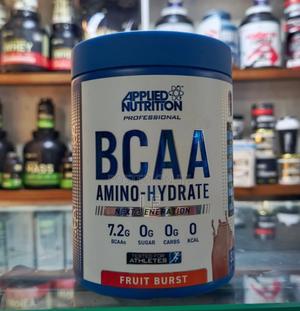 APPLIED
NUTRITION
PROFESSIONAL
BCAA
AMINO-HYDRATE
NEXT GENERATION
7.2G 0G 0G 0
BCAAs SUGAR CARBS KCAL
TESTED FOR
ATHLETES
FRUIT BURST
WHEY